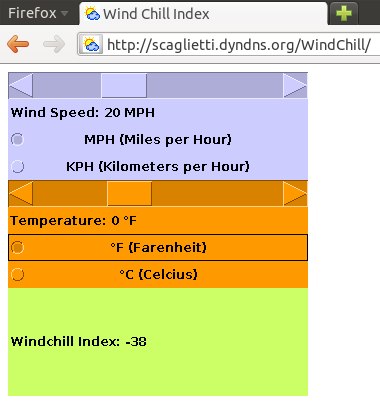 Firefox
Wind Chill Index
http://scaglietti.dyndns.org/WindChill/
Wind Speed: 20 MPH
MPH (Miles per Hour)
KPH (Kilometers per Hour)
Temperature: 0 °F
°F (Farenheit)
°C (Celcius)
Windchill Index: -38